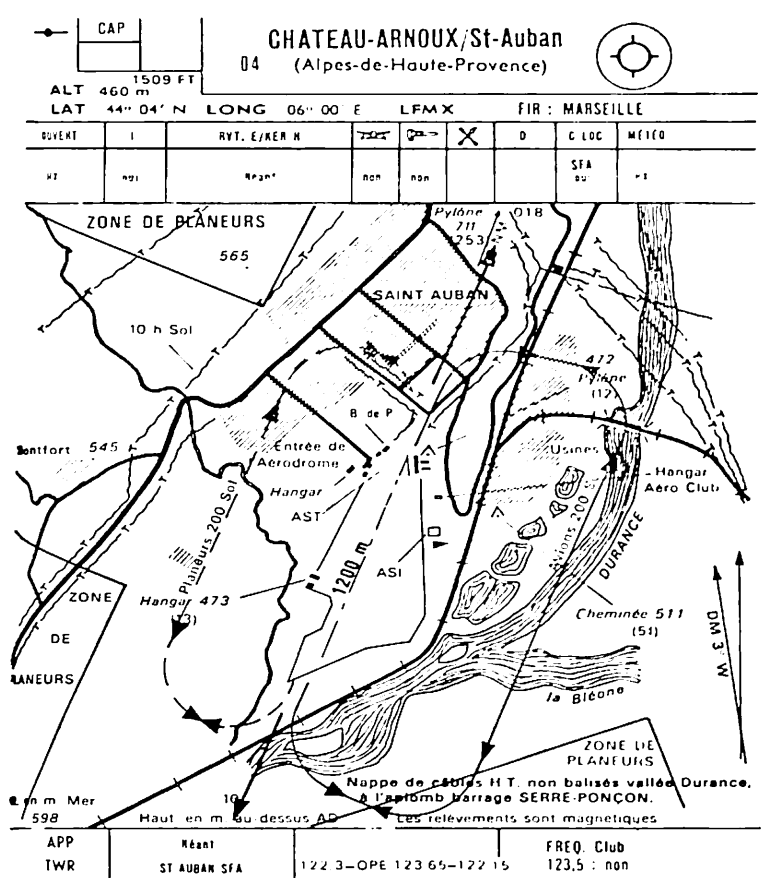 CAP
CHATEAU-ARNOUX/St-Auban
04 (Alpes-de-Haute-Provence)
1509 FT
ALT 460 m
LAT 44° 04' N LONG 06° 00' E LFMX FIR : MARSEILLE
OUVERT RVT. E/KER H D C LOC MÉTÉO
HT Néant non non SFA
Pylône 018
ZONE DE PLANEURS
711
(253)
565
SAINT AUBAN
10 h Sol
412
Pylône
(12)
B de P
Montfort 545
Entrée de
Aérodrome
Usines
Hangar
Aéro Club
Hangar
AST
Planeurs 200 Sol
Avions 200
1200 m
ASI
DURANCE
ZONE
DE
PLANEURS
Hangar 473
(13)
Cheminée 511
(51)
DM 3° W
la Bléone
ZONE DE
PLANEURS
Nappe de câbles H T. non balisés vallée Durance,
à l'aplomb barrage SERRE-PONÇON.
en m Mer
598
Haut en m au-dessus AD Les relèvements sont magnétiques
APP Néant FREQ. Club
TWR ST AUBAN SFA 122.3-OPE 123 65-122 15 123,5 : non